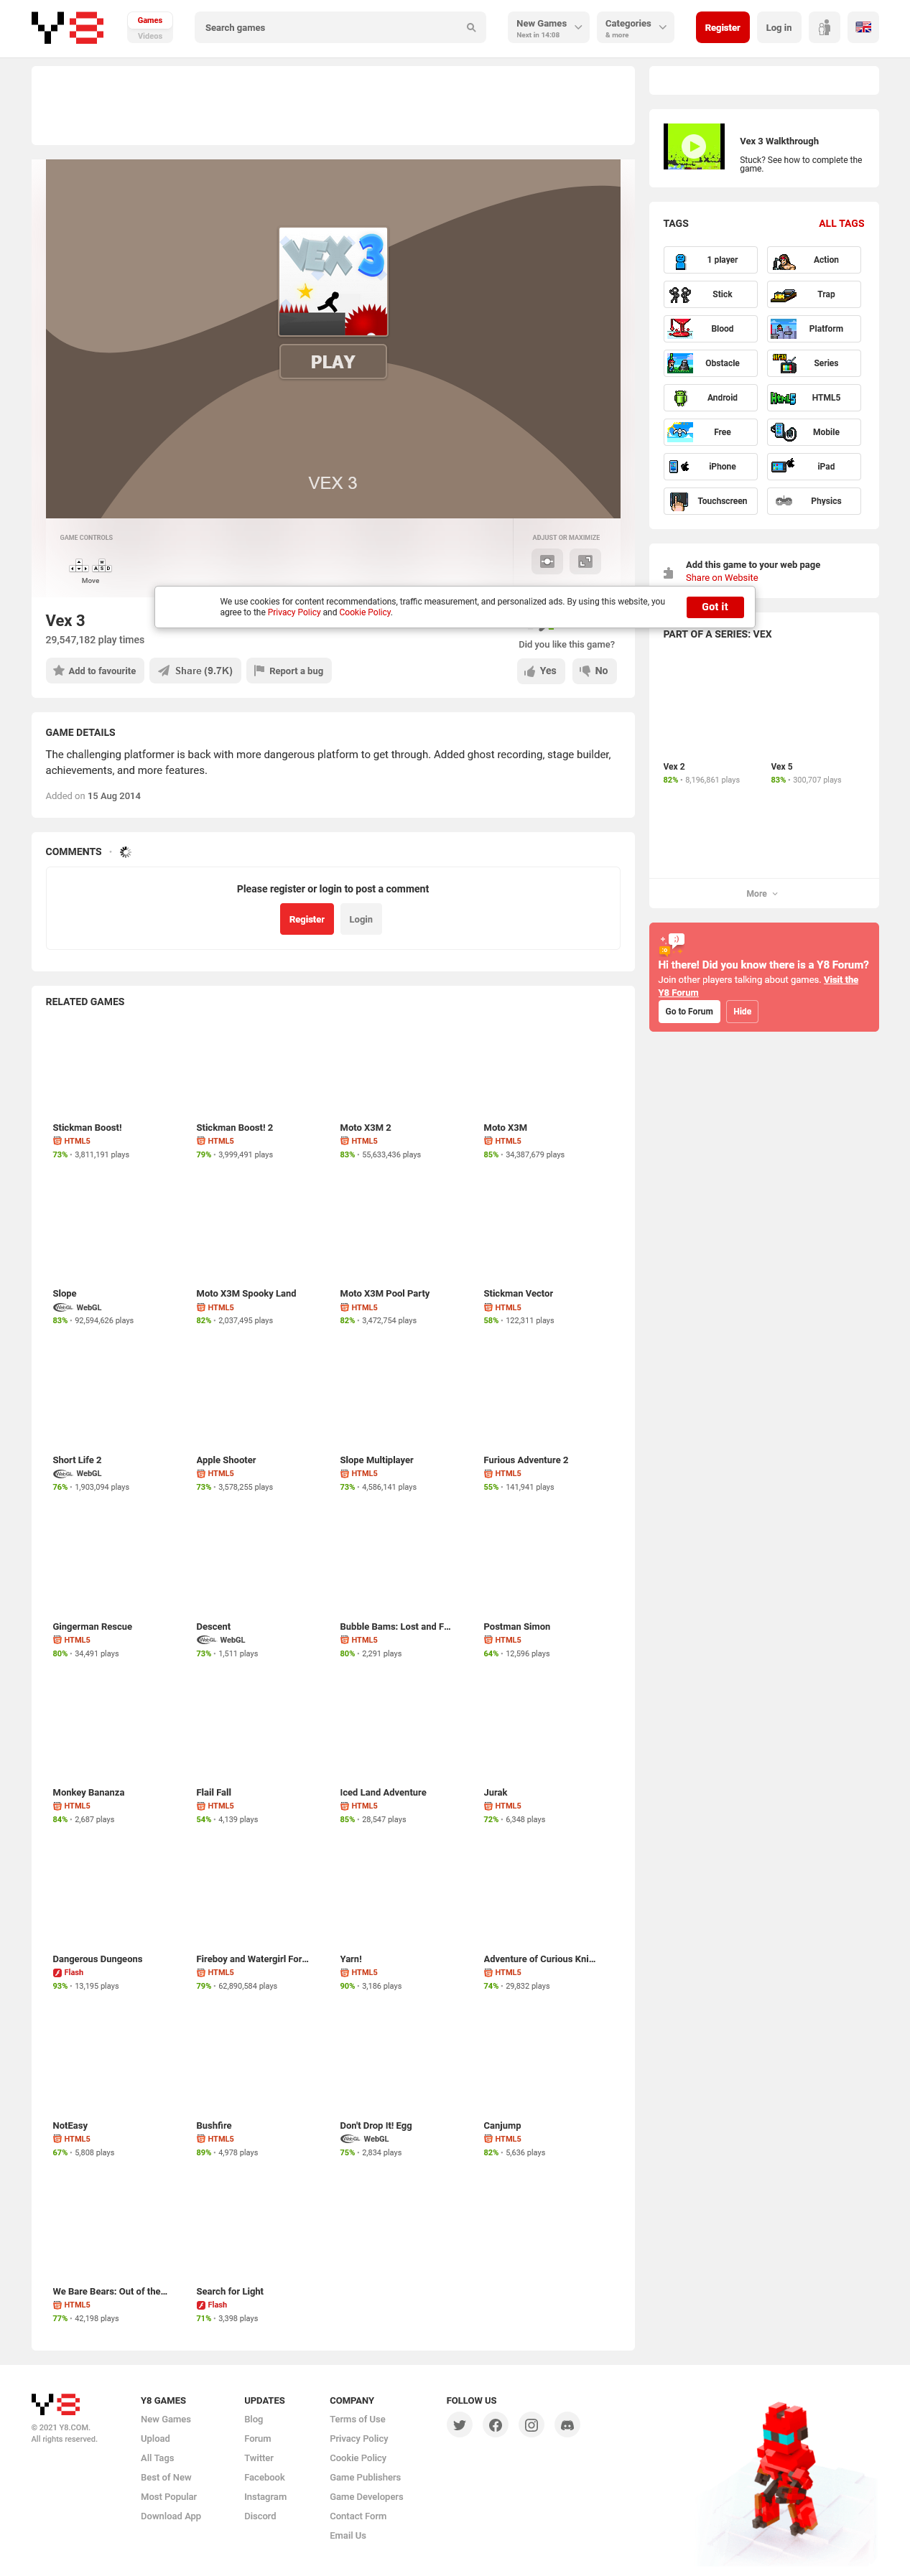 Y8
Games
Videos
Search games
New Games
Next in 14:08
Categories
& more
Register
Log in
VEX 3
PLAY
VEX 3
GAME CONTROLS
Move
ADJUST OR MAXIMIZE
We use cookies for content recommendations, traffic measurement, and personalized ads. By using this website, you
agree to the Privacy Policy and Cookie Policy.
Got it
Vex 3
29,547,182 play times
Did you like this game?
Add to favourite
Share (9.7K)
Report a bug
Yes
No
GAME DETAILS
The challenging platformer is back with more dangerous platform to get through. Added ghost recording, stage builder,
achievements, and more features.
Added on 15 Aug 2014
COMMENTS
Please register or login to post a comment
Register
Login
RELATED GAMES
Stickman Boost!
HTML5
73% • 3,811,191 plays
Stickman Boost! 2
HTML5
79% • 3,999,491 plays
Moto X3M 2
HTML5
83% • 55,633,436 plays
Moto X3M
HTML5
85% • 34,387,679 plays
Slope
WebGL
83% • 92,594,626 plays
Moto X3M Spooky Land
HTML5
82% • 2,037,495 plays
Moto X3M Pool Party
HTML5
82% • 3,472,754 plays
Stickman Vector
HTML5
58% • 122,311 plays
Short Life 2
WebGL
76% • 1,903,094 plays
Apple Shooter
HTML5
73% • 3,578,255 plays
Slope Multiplayer
HTML5
73% • 4,586,141 plays
Furious Adventure 2
HTML5
55% • 141,941 plays
Gingerman Rescue
HTML5
80% • 34,491 plays
Descent
WebGL
73% • 1,511 plays
Bubble Bams: Lost and F...
HTML5
80% • 2,291 plays
Postman Simon
HTML5
64% • 12,596 plays
Monkey Bananza
HTML5
84% • 2,687 plays
Flail Fall
HTML5
54% • 4,139 plays
Iced Land Adventure
HTML5
85% • 28,547 plays
Jurak
HTML5
72% • 6,348 plays
Dangerous Dungeons
Flash
93% • 13,195 plays
Fireboy and Watergirl For...
HTML5
79% • 62,890,584 plays
Yarn!
HTML5
90% • 3,186 plays
Adventure of Curious Kni...
HTML5
74% • 29,832 plays
NotEasy
HTML5
67% • 5,808 plays
Bushfire
HTML5
89% • 4,978 plays
Don't Drop It! Egg
WebGL
75% • 2,834 plays
Canjump
HTML5
82% • 5,636 plays
We Bare Bears: Out of the...
HTML5
77% • 42,198 plays
Search for Light
Flash
71% • 3,398 plays
Vex 3 Walkthrough
Stuck? See how to complete the
game.
TAGS
ALL TAGS
1 player
Action
Stick
Trap
Blood
Platform
Obstacle
Series
Android
HTML5
Free
Mobile
iPhone
iPad
Touchscreen
Physics
Add this game to your web page
Share on Website
PART OF A SERIES: VEX
Vex 2
82% • 8,196,861 plays
Vex 5
83% • 300,707 plays
More
Hi there! Did you know there is a Y8 Forum?
Join other players talking about games. Visit the
Y8 Forum
Go to Forum
Hide
Y8
© 2021 Y8.COM.
All rights reserved.
Y8 GAMES
New Games
Upload
All Tags
Best of New
Most Popular
Download App
UPDATES
Blog
Forum
Twitter
Facebook
Instagram
Discord
COMPANY
Terms of Use
Privacy Policy
Cookie Policy
Game Publishers
Game Developers
Contact Form
Email Us
FOLLOW US